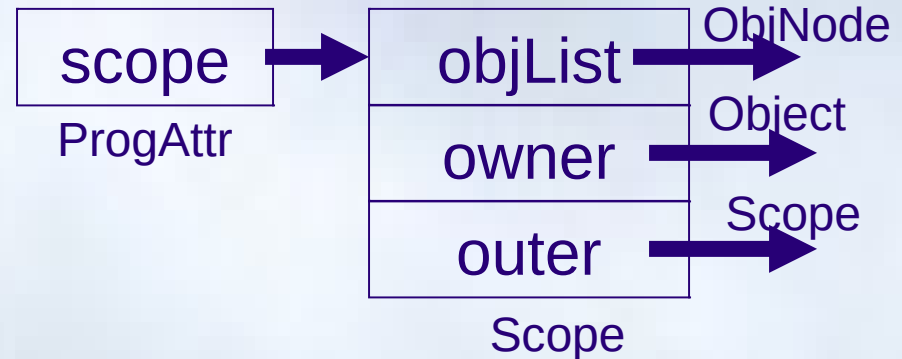 scope
ProgAttr
objList
ObjNode
owner
Object
outer
Scope
Scope